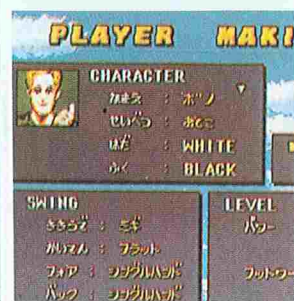 PLAYER MAKI
CHARACTER
なまえ : ボソノ
せいべつ : おとこ
はだ : WHITE
ふく : BLACK
SWING
LEVEL
ききうで : ミギ
パワー
かいてん : フラット
フォア : シングルハンド
フットワー
バック : シングルハンド